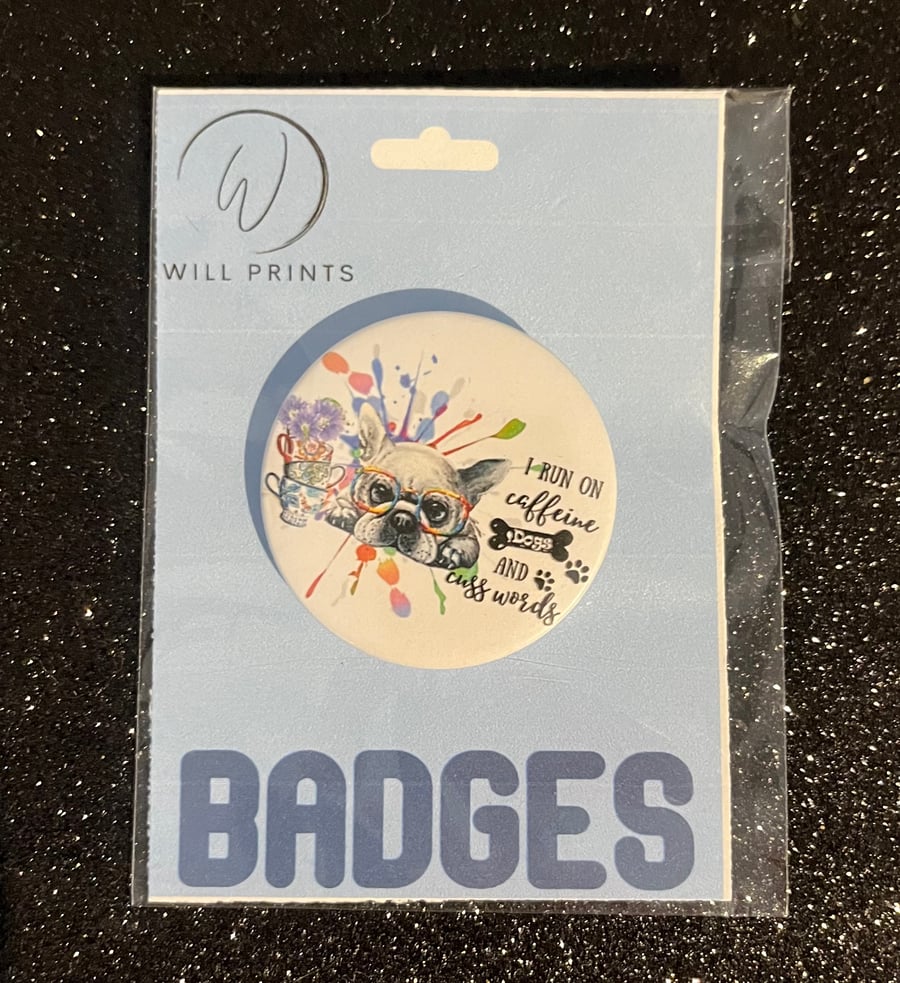 W
WILL PRINTS
I RUN ON
caffeine
DOGS
AND
cuss words
BADGES